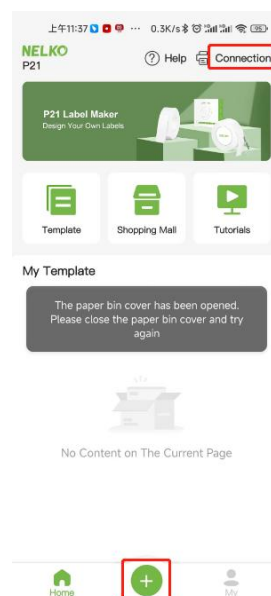 上午11:37
0.3K/s
95
NELKO
P21
Help
Connection
P21 Label Maker
Design Your Own Labels
Template
Shopping Mall
Tutorials
My Template
The paper bin cover has been opened.
Please close the paper bin cover and try
again
No Content on The Current Page
Home
My